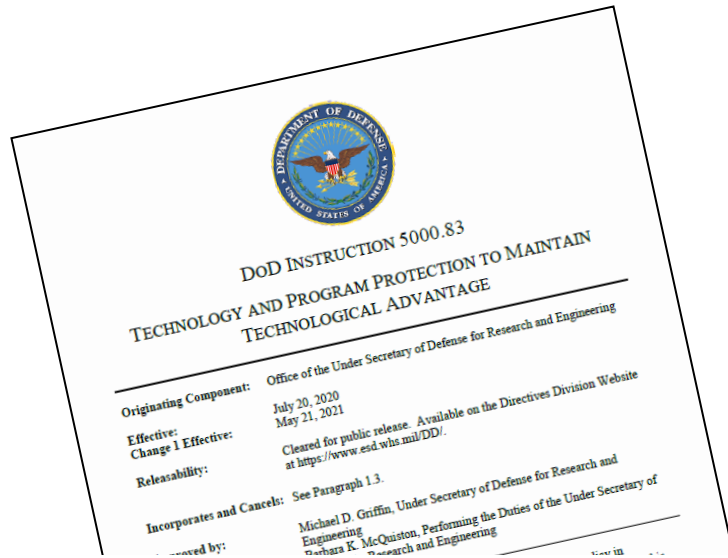 DEPARTMENT OF DEFENSE
UNITED STATES OF AMERICA
DOD INSTRUCTION 5000.83
TECHNOLOGY AND PROGRAM PROTECTION TO MAINTAIN
TECHNOLOGICAL ADVANTAGE
Originating Component: Office of the Under Secretary of Defense for Research and Engineering
Effective: July 20, 2020
Change 1 Effective: May 21, 2021
Releasability: Cleared for public release. Available on the Directives Division Website
at https://www.esd.whs.mil/DD/.
Incorporates and Cancels: See Paragraph 1.3.
by: Michael D. Griffin, Under Secretary of Defense for Research and
Engineering
Barbara K. McQuiston, Performing the Duties of the Under Secretary of
Research and Engineering
in